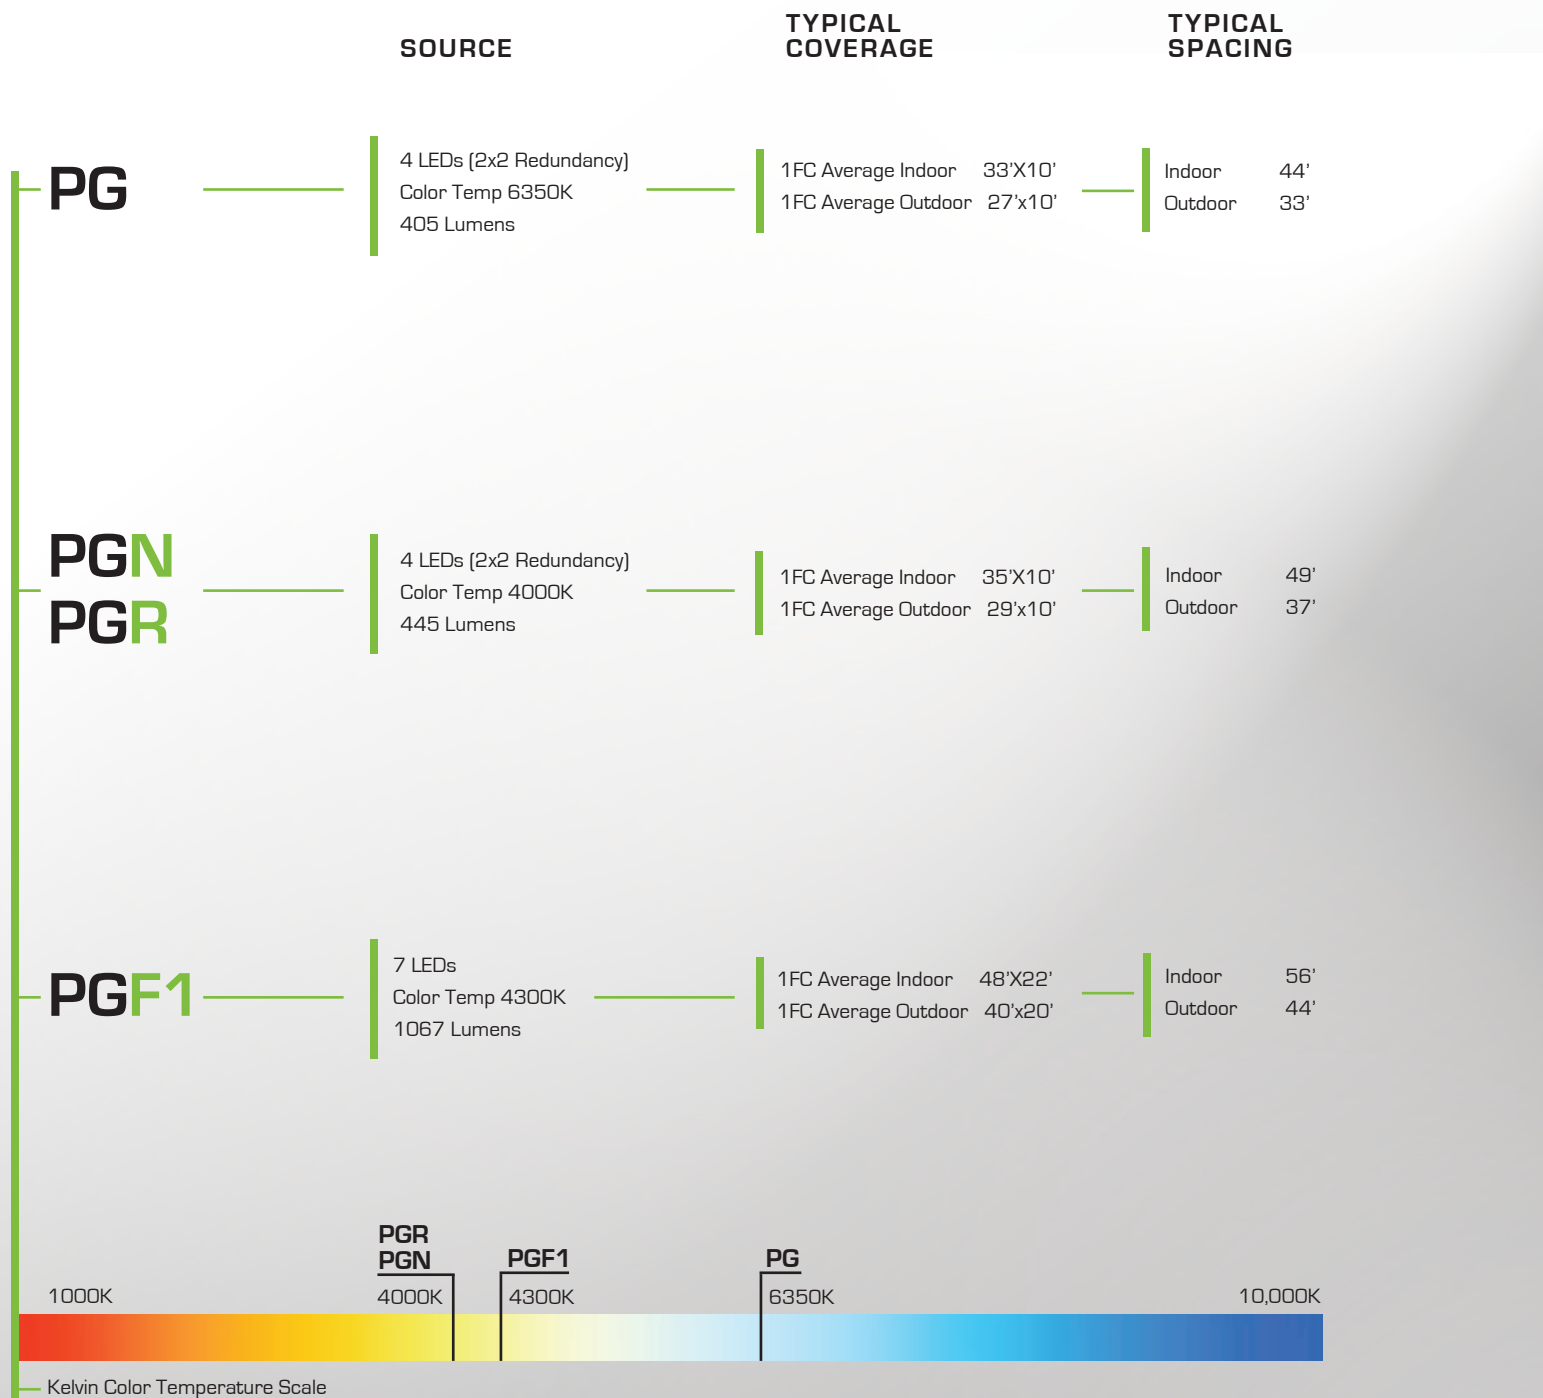 SOURCE
TYPICAL
COVERAGE
TYPICAL
SPACING
PG
4 LEDs (2x2 Redundancy)
Color Temp 6350K
405 Lumens
1FC Average Indoor 33'X10'
1FC Average Outdoor 27'x10'
Indoor 44'
Outdoor 33'
PGN
PGR
4 LEDs (2x2 Redundancy)
Color Temp 4000K
445 Lumens
1FC Average Indoor 35'X10'
1FC Average Outdoor 29'x10'
Indoor 49'
Outdoor 37'
PGF1
7 LEDs
Color Temp 4300K
1067 Lumens
1FC Average Indoor 48'X22'
1FC Average Outdoor 40'x20'
Indoor 56'
Outdoor 44'
PGR
PGN
PGF1
PG
1000K
4000K
4300K
6350K
10,000K
Kelvin Color Temperature Scale